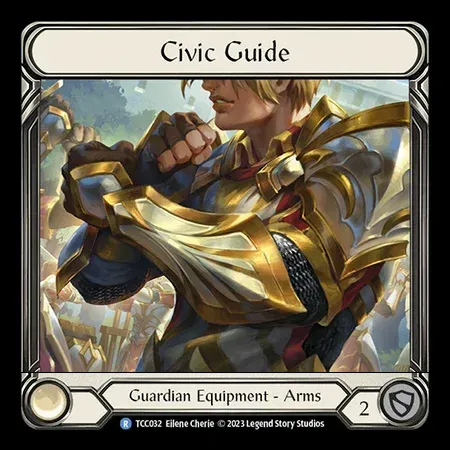 Civic Guide
Guardian Equipment - Arms
2
R TCC032 Eilene Cherie © 2023 Legend Story Studios